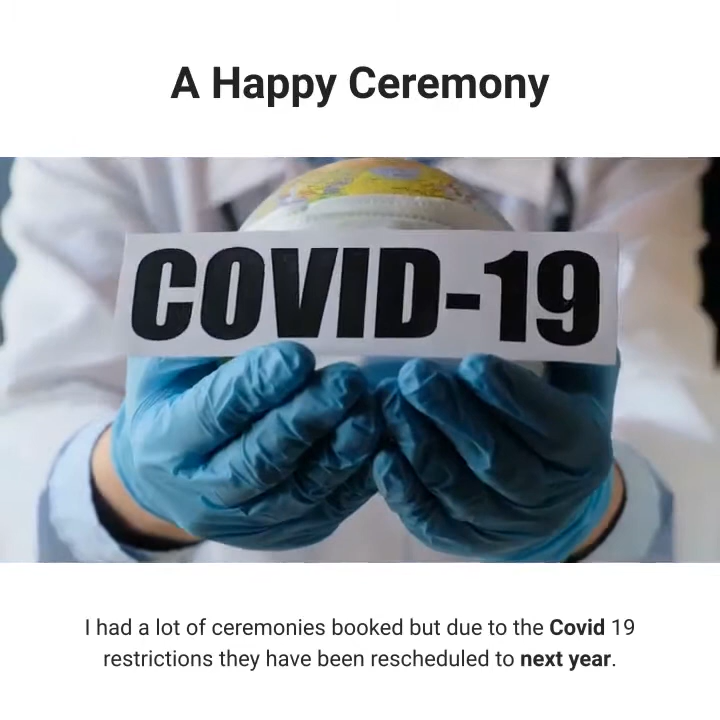 A Happy Ceremony
COVID-19
I had a lot of ceremonies booked but due to the Covid 19
restrictions they have been rescheduled to next year.